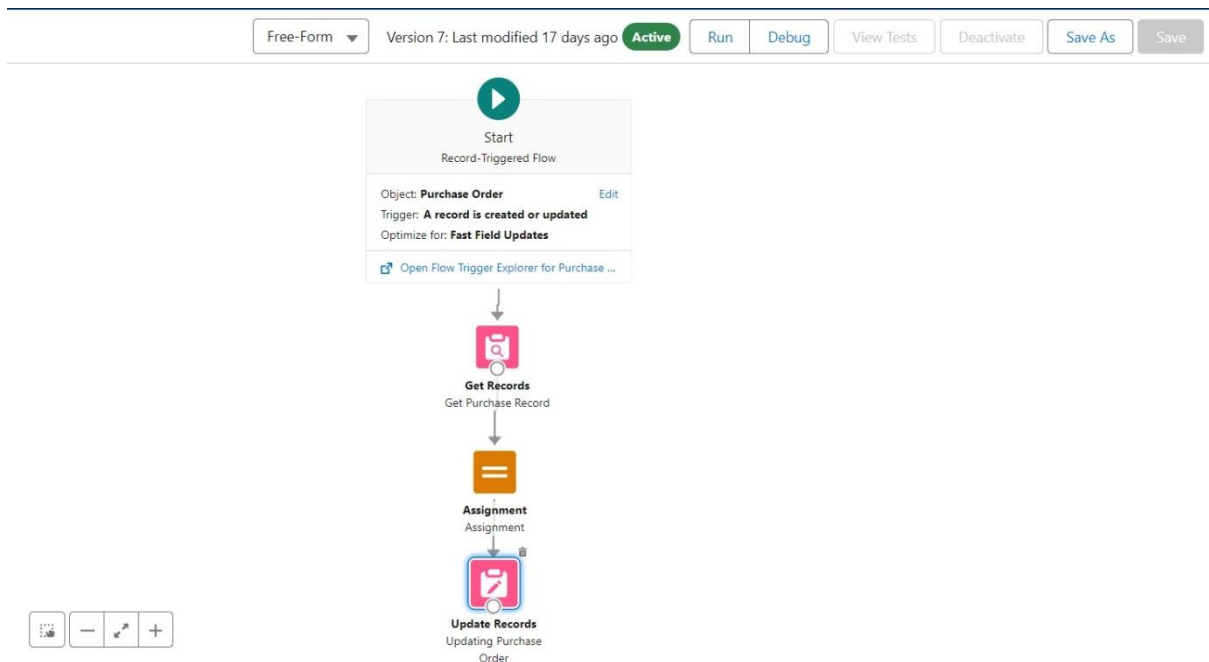 Free-Form
Version 7: Last modified 17 days ago
Active
Run
Debug
View Tests
Deactivate
Save As
Save
Start
Record-Triggered Flow
Object: Purchase Order
Edit
Trigger: A record is created or updated
Optimize for: Fast Field Updates
Open Flow Trigger Explorer for Purchase ...
Get Records
Get Purchase Record
Assignment
Assignment
Update Records
Updating Purchase
Order